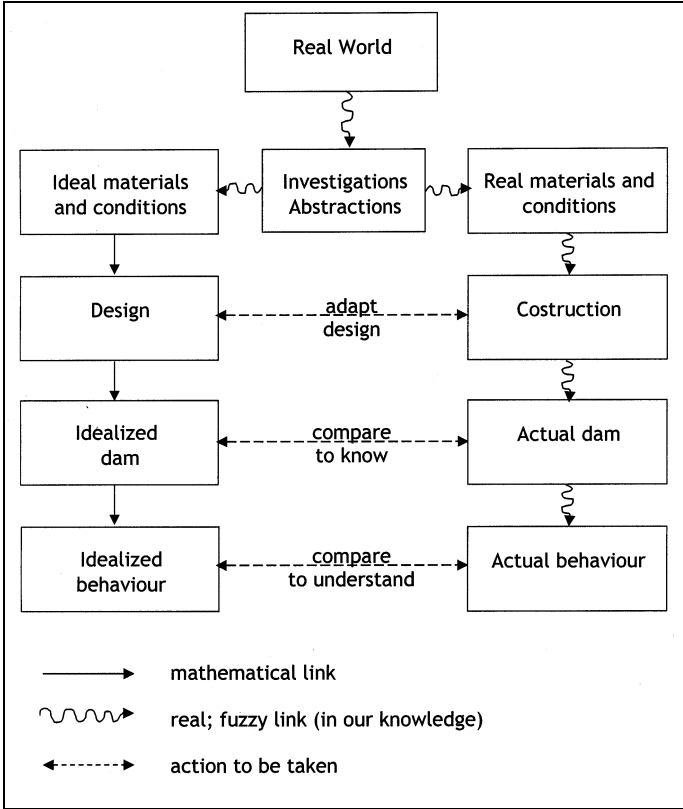 Real World
Ideal materials
and conditions
Investigations
Abstractions
Real materials and
conditions
Design
adapt
design
Costruction
Idealized
dam
compare
to know
Actual dam
Idealized
behaviour
compare
to understand
Actual behaviour
mathematical link
real; fuzzy link (in our knowledge)
action to be taken